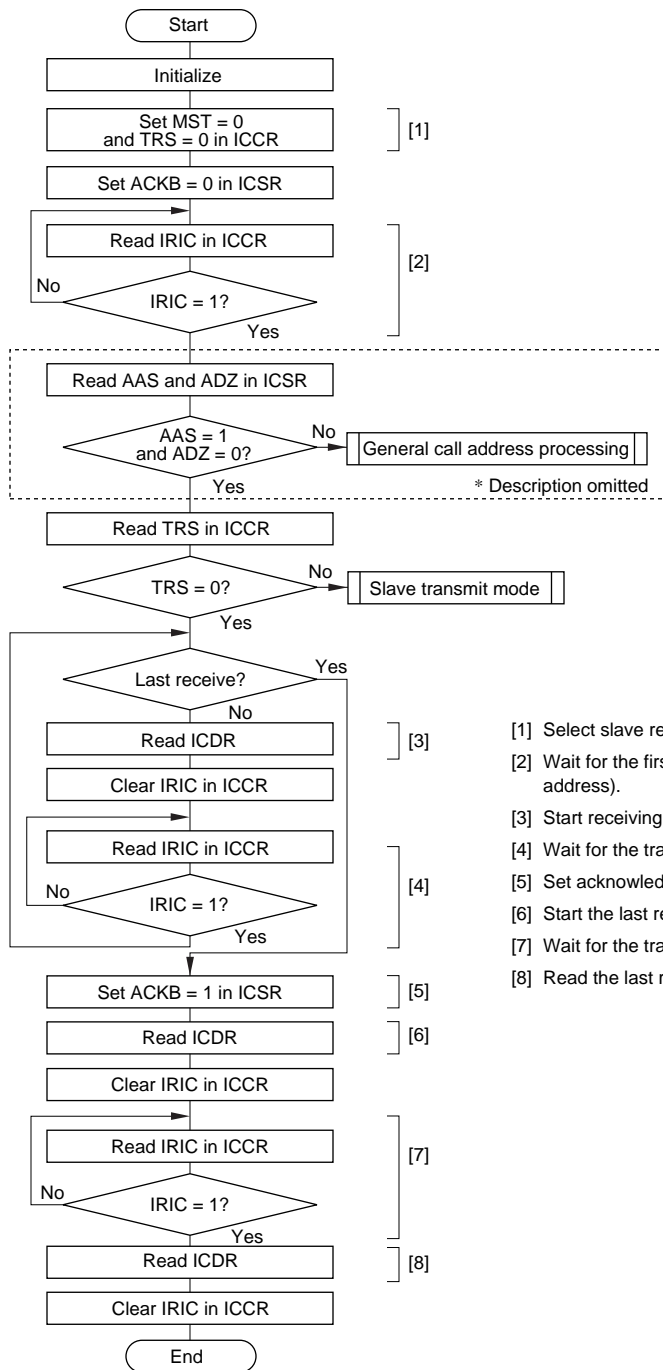 Start
Initialize
Set MST = 0
and TRS = 0 in ICCR
[1]
Set ACKB = 0 in ICSR
Read IRIC in ICCR
[2]
No
IRIC = 1?
Yes
Read AAS and ADZ in ICSR
AAS = 1
and ADZ = 0?
No
General call address processing
Yes
* Description omitted
Read TRS in ICCR
TRS = 0?
No
Slave transmit mode
Yes
Last receive?
Yes
No
Read ICDR
[3]
Clear IRIC in ICCR
Read IRIC in ICCR
[4]
No
IRIC = 1?
Yes
Set ACKB = 1 in ICSR
[5]
Read ICDR
[6]
Clear IRIC in ICCR
Read IRIC in ICCR
[7]
No
IRIC = 1?
Yes
Read ICDR
[8]
Clear IRIC in ICCR
End
[1] Select slave
[2] Wait for the
address).
[3] Start receiving
[4] Wait for the
[5] Set
[6] Start the last
[7] Wait for the
[8] Read the last